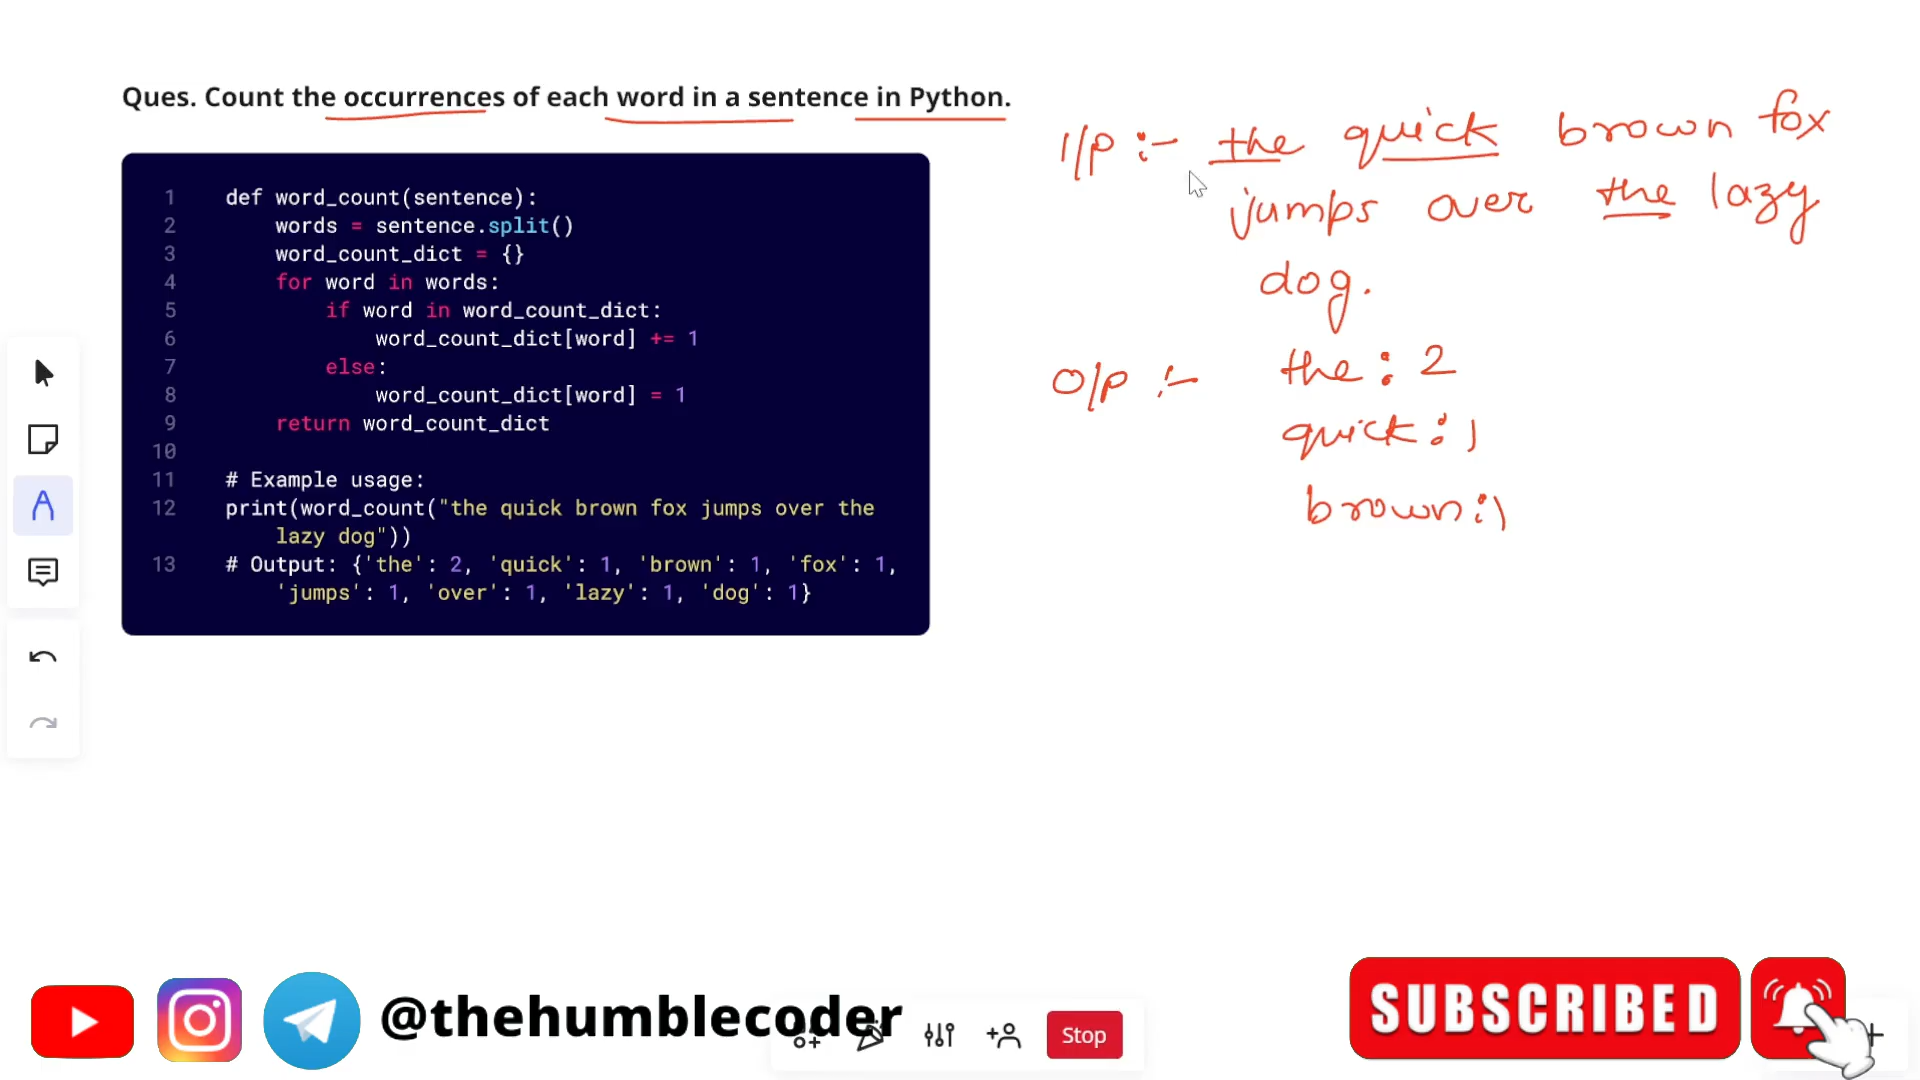 Ques. Count the occurrences of each word in a sentence in Python.
1 def word_count(sentence):
2 words = sentence.split()
3 word_count_dict = {}
4 for word in words:
5 if word in word_count_dict:
6 word_count_dict[word] += 1
7 else:
8 word_count_dict[word] = 1
9 return word_count_dict
10
11 # Example usage:
12 print(word_count("the quick brown fox jumps over the
lazy dog"))
13 # Output: {'the': 2, 'quick': 1, 'brown': 1, 'fox': 1,
'jumps': 1, 'over': 1, 'lazy': 1, 'dog': 1}
I/P :- the quick brown fox
jumps over the lazy
dog.
O/P :- the : 2
quick : 1
brown : 1
@thehumblecoder
Stop
SUBSCRIBED